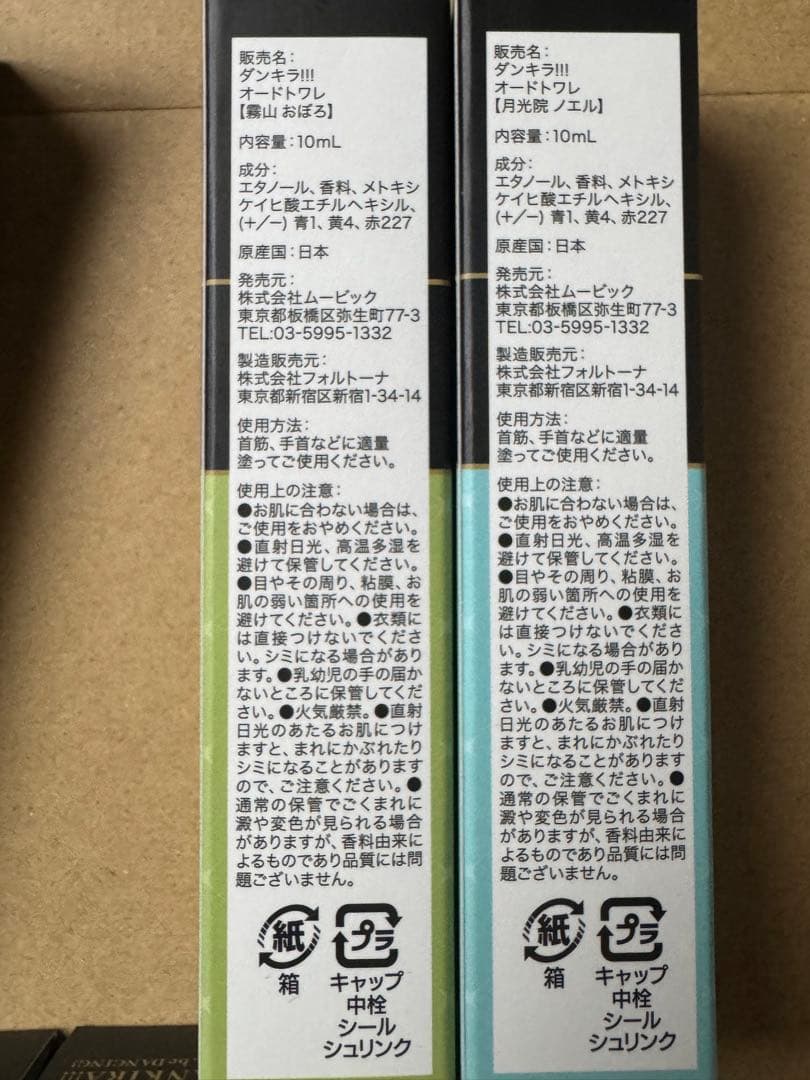 販売名：
ダンキラ!!!
オードトワレ
【霧山 おぼろ】
内容量：10mL
成分：
エタノール、香料、メトキシ
ケイヒ酸エチルヘキシル、
(+/−) 青1、黄4、赤227
原産国：日本
発売元：
株式会社ムービック
東京都板橋区弥生町77-3
TEL:03-5995-1332
製造販売元：
株式会社フォルトーナ
東京都新宿区新宿1-34-14
使用方法：
首筋、手首などに適量
塗ってご使用ください。
使用上の注意：
●お肌に合わない場合は、
ご使用をおやめください。
●直射日光、高温多湿を
避けて保管してください。
●目やその周り、粘膜、お
肌の弱い箇所への使用を
避けてください。●衣類に
は直接つけないでくださ
い。シミになる場合があり
ます。●乳幼児の手の届か
ないところに保管してくだ
さい。●火気厳禁。●直射
日光のあたるお肌につけ
ますと、まれにかぶれたり
シミになることがあります
ので、ご注意ください。●
通常の保管でごくまれに
澱や変色が見られる場合
がありますが、香料由来に
よるものであり品質には問
題ございません。
紙
箱
プラ
キャップ
中栓
シール
シュリンク
販売名：
ダンキラ!!!
オードトワレ
【月光院 ノエル】
内容量：10mL
成分：
エタノール、香料、メトキシ
ケイヒ酸エチルヘキシル、
(+/−) 青1、黄4、赤227
原産国：日本
発売元：
株式会社ムービック
東京都板橋区弥生町77-3
TEL:03-5995-1332
製造販売元：
株式会社フォルトーナ
東京都新宿区新宿1-34-14
使用方法：
首筋、手首などに適量
塗ってご使用ください。
使用上の注意：
●お肌に合わない場合は、
ご使用をおやめください。
●直射日光、高温多湿を
避けて保管してください。
●目やその周り、粘膜、お
肌の弱い箇所への使用を
避けてください。●衣類に
は直接つけないでくださ
い。シミになる場合があり
ます。●乳幼児の手の届か
ないところに保管してくだ
さい。●火気厳禁。●直射
日光のあたるお肌につけ
ますと、まれにかぶれたり
シミになることがあります
ので、ご注意ください。●
通常の保管でごくまれに
澱や変色が見られる場合
がありますが、香料由来に
よるものであり品質には問
題ございません。
紙
箱
プラ
キャップ
中栓
シール
シュリンク
ANKIRA!!!
be DANCING!!